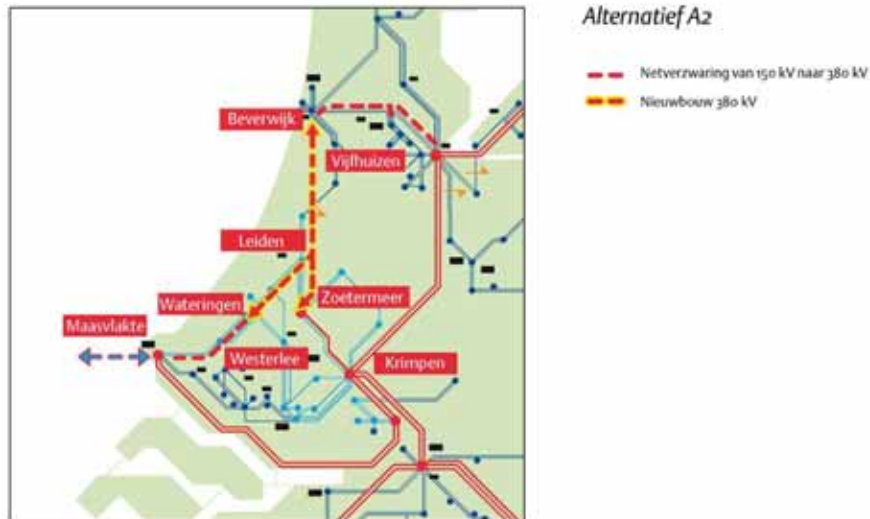 Alternatief A2
Netverzwaring van 150 kV naar 380 kV
Nieuwbouw 380 kV
Beverwijk
Vijfhuizen
Leiden
Wateringen
Zoetermeer
Maasvlakte
Westerlee
Krimpen